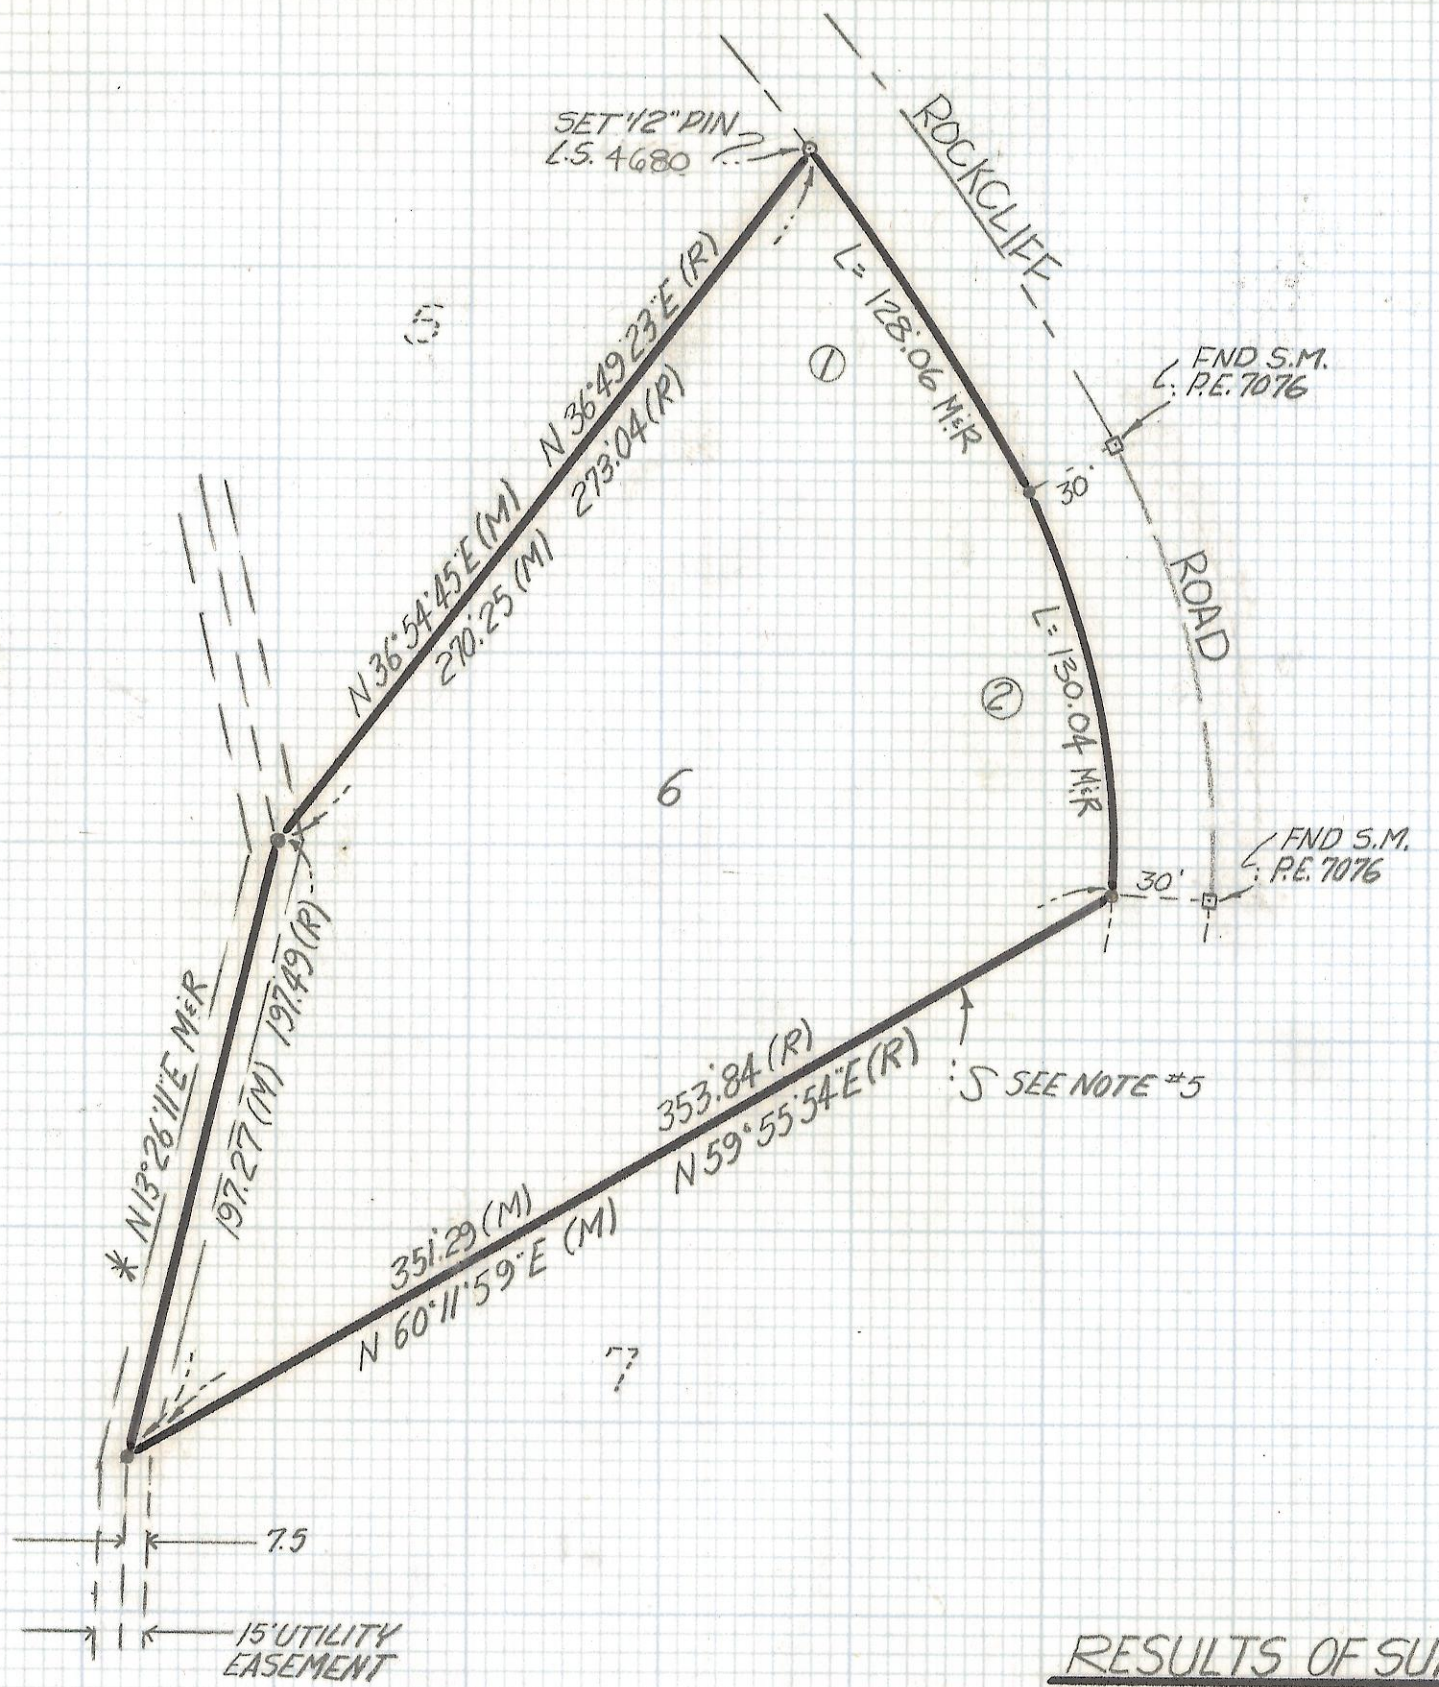 SET 1/2" PIN
L.S. 4680
ROCKCLIFF
5
N 36°49'23"E (R)
273.04 (R)
L= 128.06 M&R
1
FND S.M.
P.E. 7076
30'
N 36°54'45"E (M)
270.25 (M)
ROAD
L= 130.04 M&R
2
6
FND S.M.
P.E. 7076
30'
* N13°26'11"E M&R
197.27 (M) 197.49 (R)
353.84 (R)
N 59°55'54"E (R)
SEE NOTE #5
351.29 (M)
N 60°11'59"E (M)
7
7.5
15' UTILITY
EASEMENT
RESULTS OF